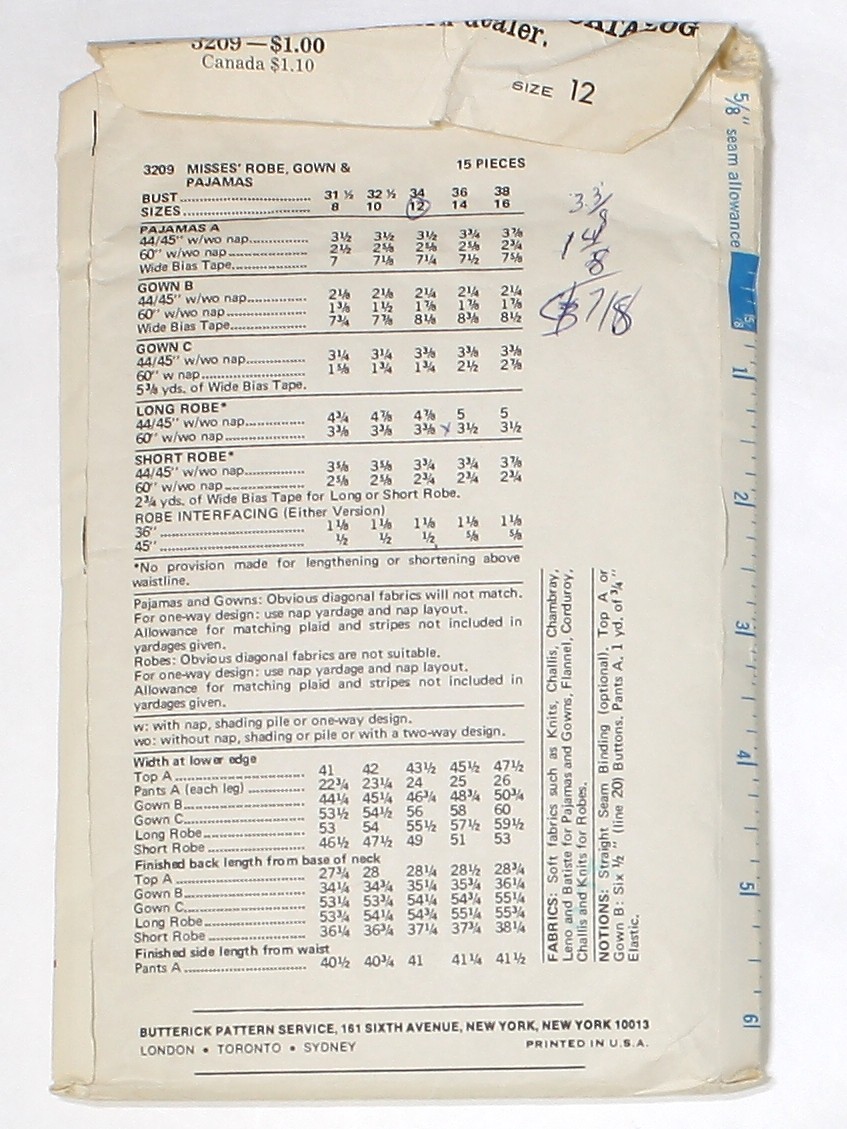 dealer.
CATALOG
3209—$1.00
Canada $1.10
SIZE 12
3209 MISSES' ROBE, GOWN & PAJAMAS 15 PIECES
BUST 31 ½ 32 ½ 34 36 38
SIZES 8 10 12 14 16
PAJAMAS A
44/45" w/wo nap 3½ 3½ 3½ 3¾ 3⅞
60" w/wo nap 2½ 2⅝ 2⅝ 2⅝ 2¾
Wide Bias Tape 7 7⅛ 7¼ 7½ 7⅝
GOWN B
44/45" w/wo nap 2⅛ 2⅛ 2¼ 2¼ 2¼
60" w/wo nap 1⅜ 1½ 1⅞ 1⅞ 1⅞
Wide Bias Tape 7¾ 7⅞ 8⅛ 8⅜ 8½
GOWN C
44/45" w/wo nap 3¼ 3¼ 3⅜ 3⅜ 3⅜
60" w nap 1⅝ 1¾ 1¾ 2½ 2⅞
5⅜ yds. of Wide Bias Tape.
LONG ROBE*
44/45" w/wo nap 4¾ 4⅞ 4⅞ 5 5
60" w/wo nap 3⅜ 3⅜ 3⅜ 3½ 3½
SHORT ROBE*
44/45" w/wo nap 3⅝ 3⅝ 3¾ 3¾ 3⅞
60" w/wo nap 2⅝ 2⅝ 2¾ 2¾ 2¾
2¾ yds. of Wide Bias Tape for Long or Short Robe.
ROBE INTERFACING (Either Version)
36" 1⅛ 1⅛ 1⅛ 1⅛ 1⅛
45" ½ ½ ½ ⅝ ⅝
*No provision made for lengthening or shortening above
waistline.
Pajamas and Gowns: Obvious diagonal fabrics will not match.
For one-way design: use nap yardage and nap layout.
Allowance for matching plaid and stripes not included in
yardages given.
Robes: Obvious diagonal fabrics are not suitable.
For one-way design: use nap yardage and nap layout.
Allowance for matching plaid and stripes not included in
yardages given.
w: with nap, shading pile or one-way design.
wo: without nap, shading or pile or with a two-way design.
Width at lower edge
Top A 41 42 43½ 45½ 47½
Pants A (each leg) 22¾ 23¼ 24 25 26
Gown B 44¼ 45¼ 46¾ 48¾ 50¾
Gown C 53½ 54½ 56 58 60
Long Robe 53 54 55½ 57½ 59½
Short Robe 46½ 47½ 49 51 53
Finished back length from base of neck
Top A 27¾ 28 28¼ 28½ 28¾
Gown B 34¼ 34¾ 35¼ 35¾ 36¼
Gown C 53¼ 53¾ 54¼ 54¾ 55¼
Long Robe 53¾ 54¼ 54¾ 55¼ 55¾
Short Robe 36¼ 36¾ 37¼ 37¾ 38¼
Finished side length from waist
Pants A 40½ 40¾ 41 41¼ 41½
FABRICS: Soft fabrics such as Knits, Challis, Chambray,
Leno and Batiste for Pajamas and Gowns, Flannel, Corduroy,
Challis and Knits for Robes.
NOTIONS: Straight Seam Binding (optional). Top A or
Gown B: Six ½" (line 20) Buttons. Pants A, 1 yd. of ¾"
Elastic.
BUTTERICK PATTERN SERVICE, 161 SIXTH AVENUE, NEW YORK, NEW YORK 10013
LONDON • TORONTO • SYDNEY PRINTED IN U.S.A.
5/8" seam allowance
5/8
1
2
3
4
5
6